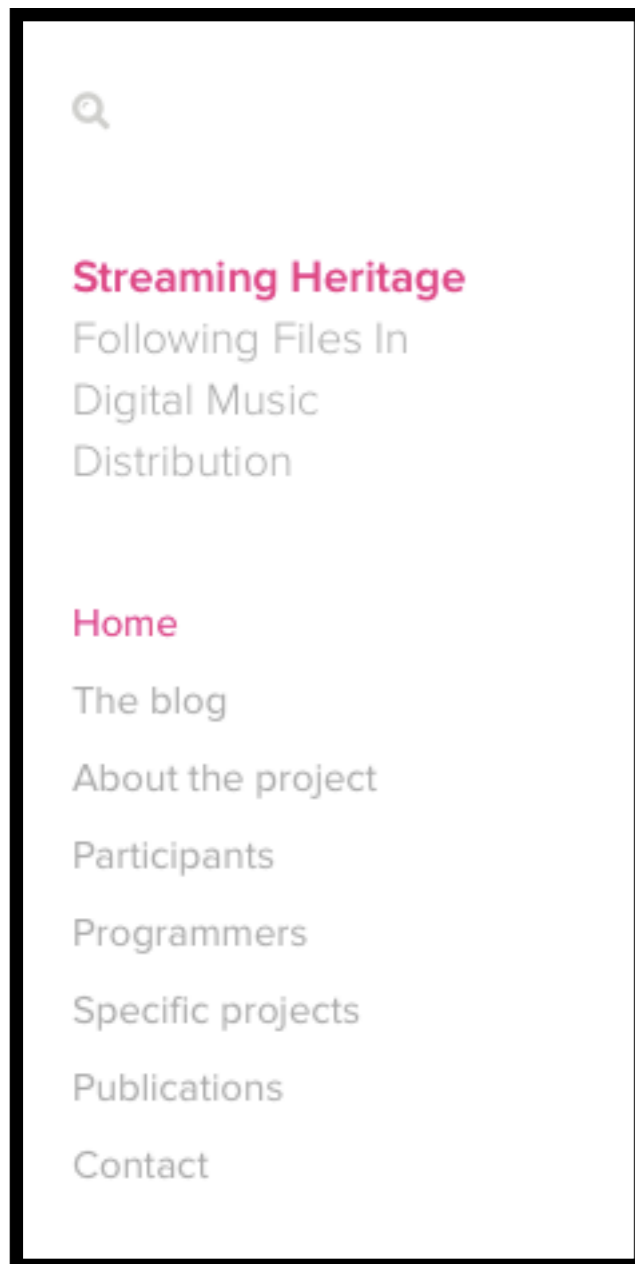 Streaming Heritage
Following Files In
Digital Music
Distribution
Home
The blog
About the project
Participants
Programmers
Specific projects
Publications
Contact